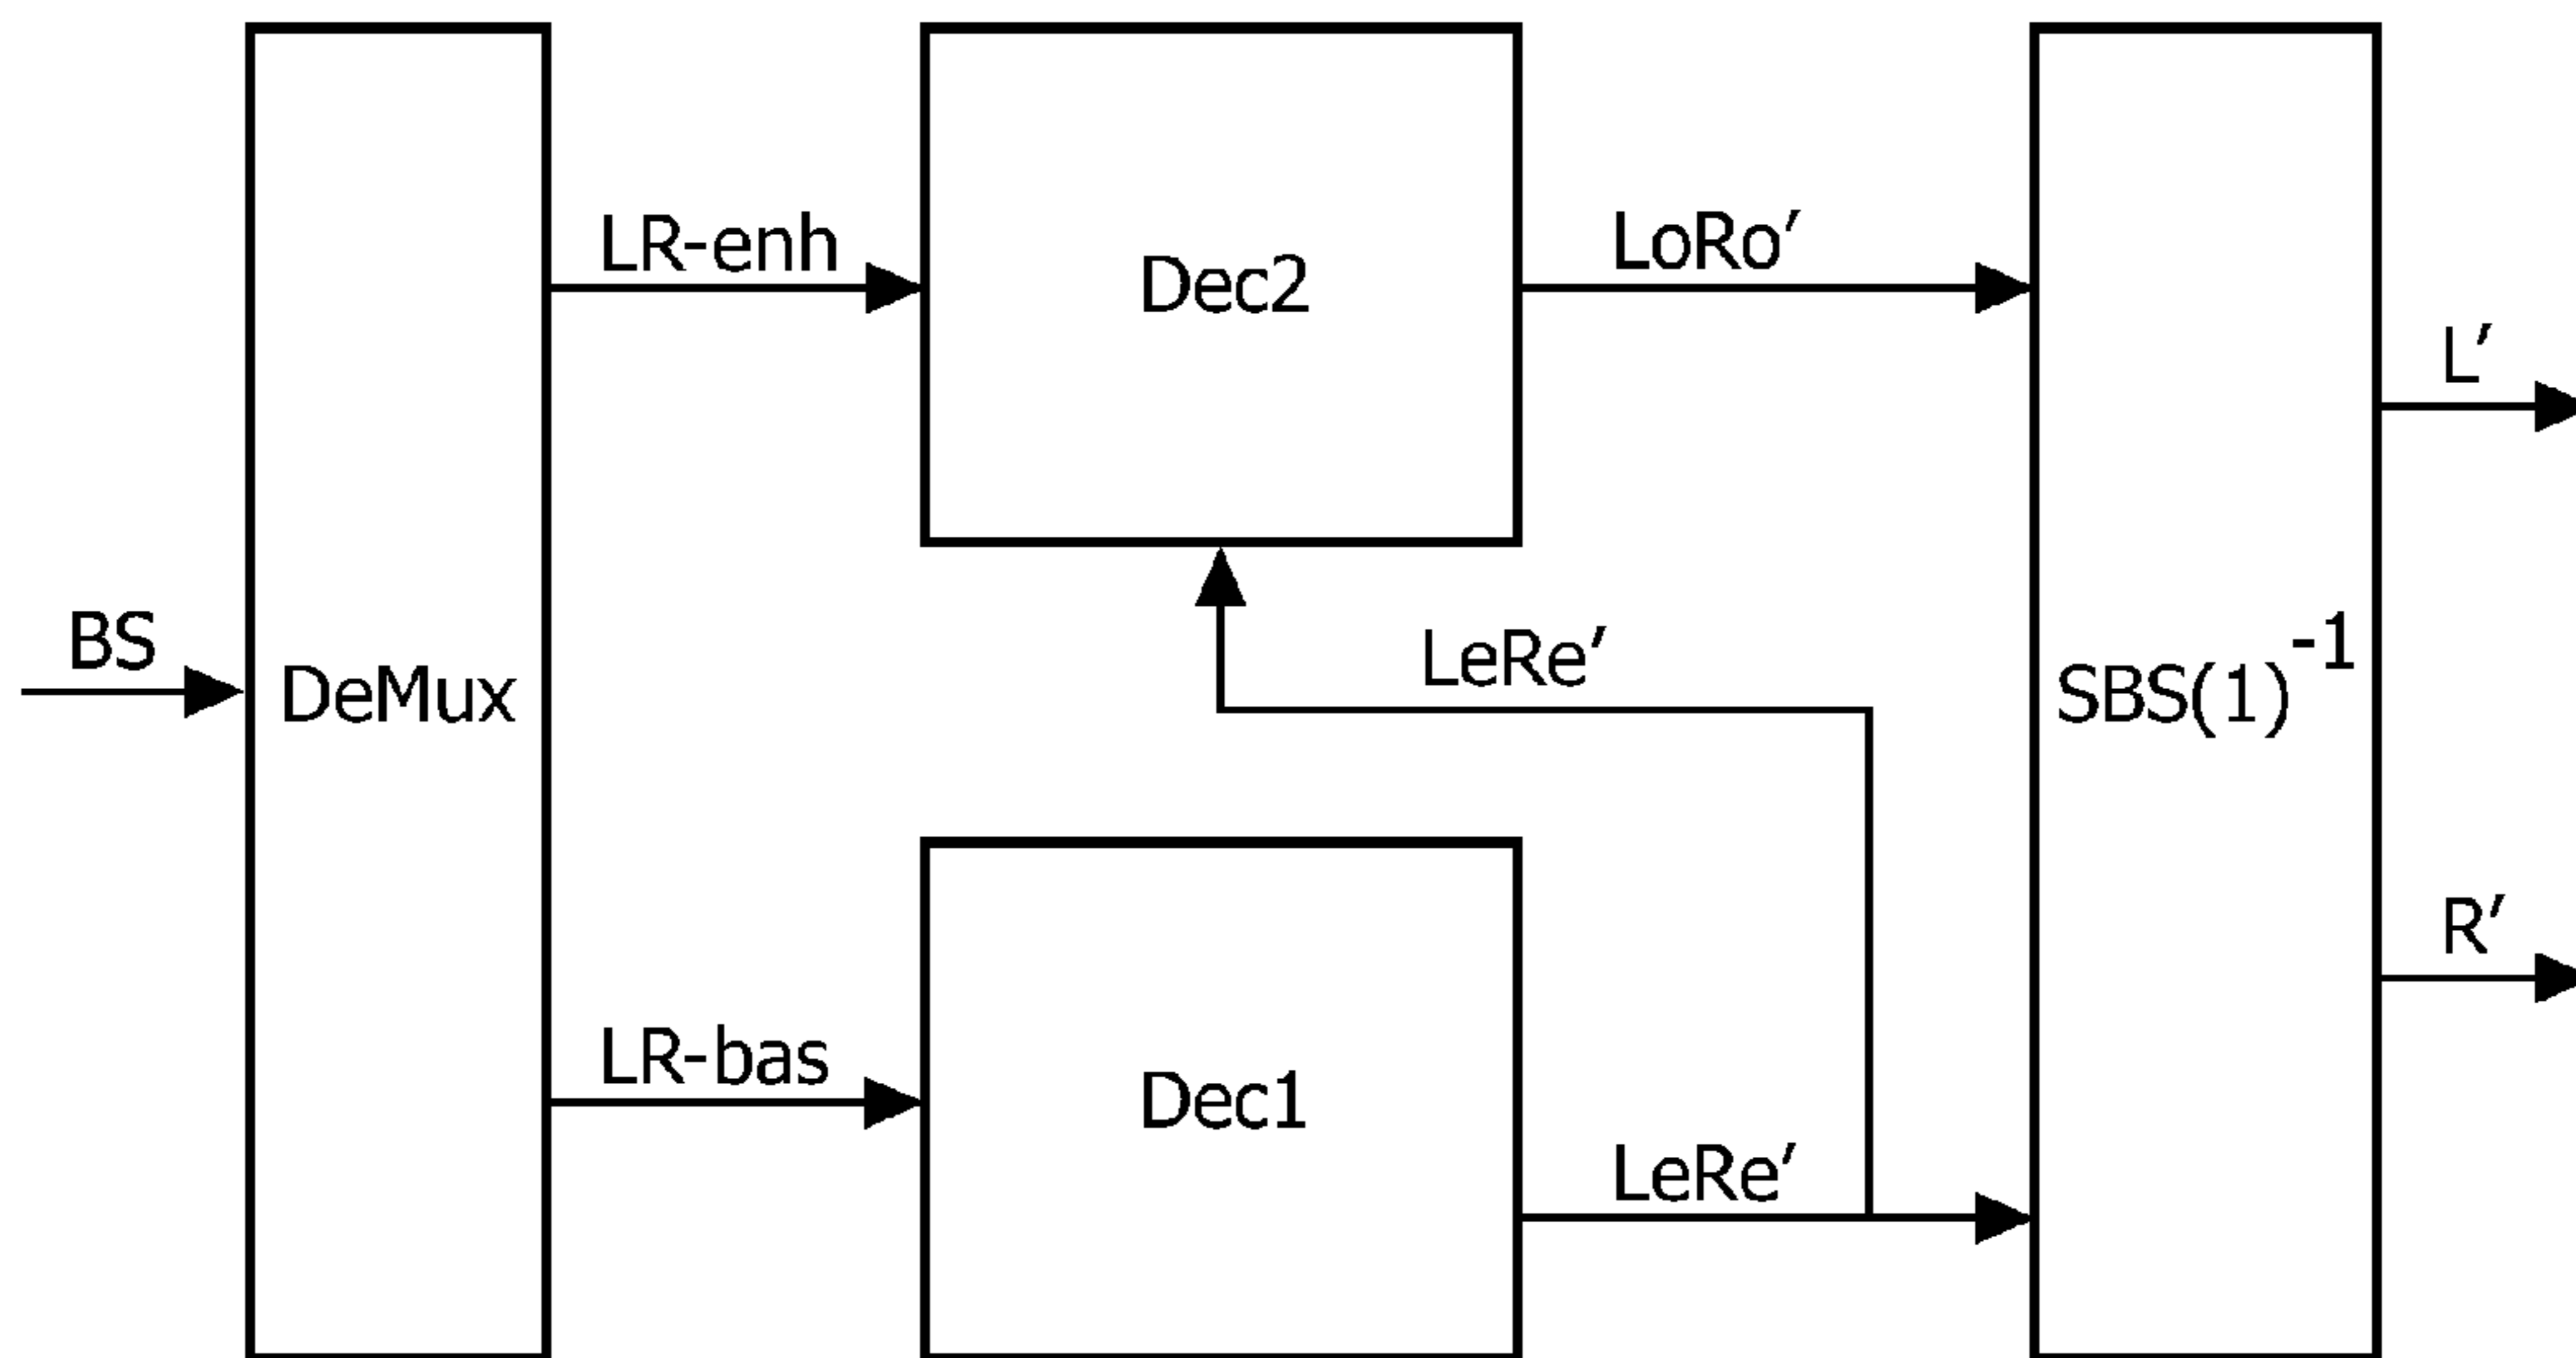 LR-enh
Dec2
LoRo′
L′
BS
DeMux
LeRe′
SBS(1)-1
R′
LR-bas
Dec1
LeRe′